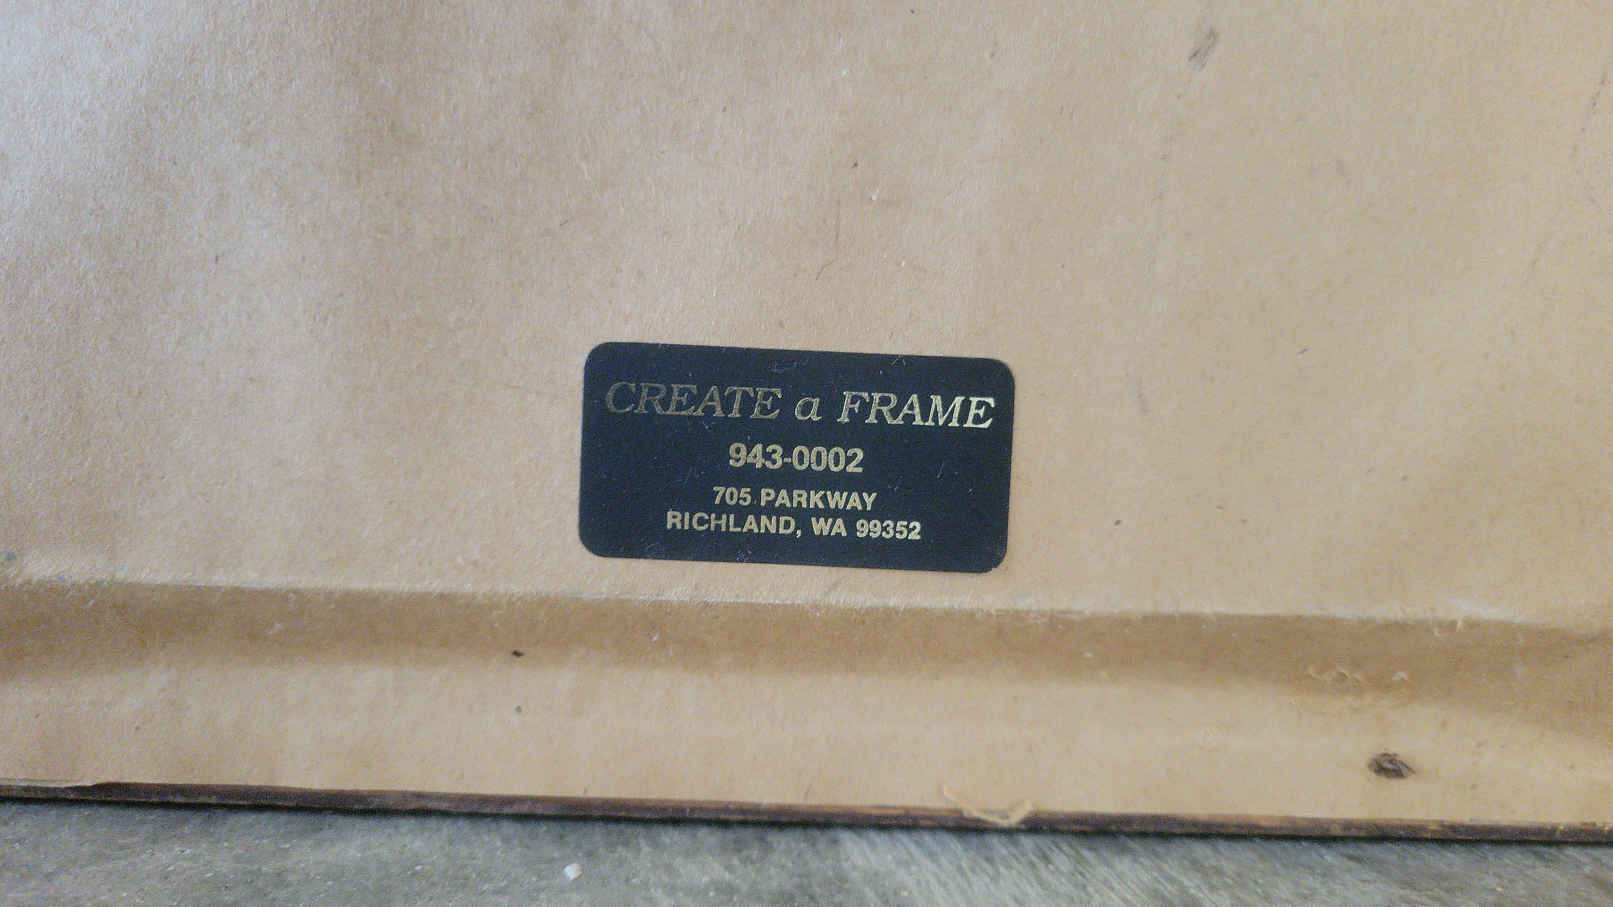 CREATE a FRAME
943-0002
705 PARKWAY
RICHLAND, WA 99352